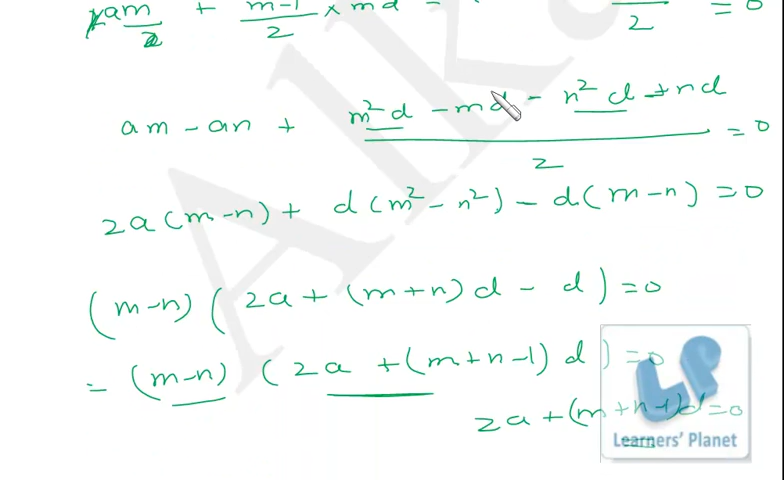 am/2 + m-1/2 × md - /2 = 0
am - an + m²d - md - n²d + nd / 2 = 0
2a(m-n) + d(m² - n²) - d(m-n) = 0
(m-n) ( 2a + (m+n)d - d ) = 0
= (m-n) ( 2a + (m+n-1) d ) = 0
2a + (m+n-1)d = 0
LP
Learners' Planet